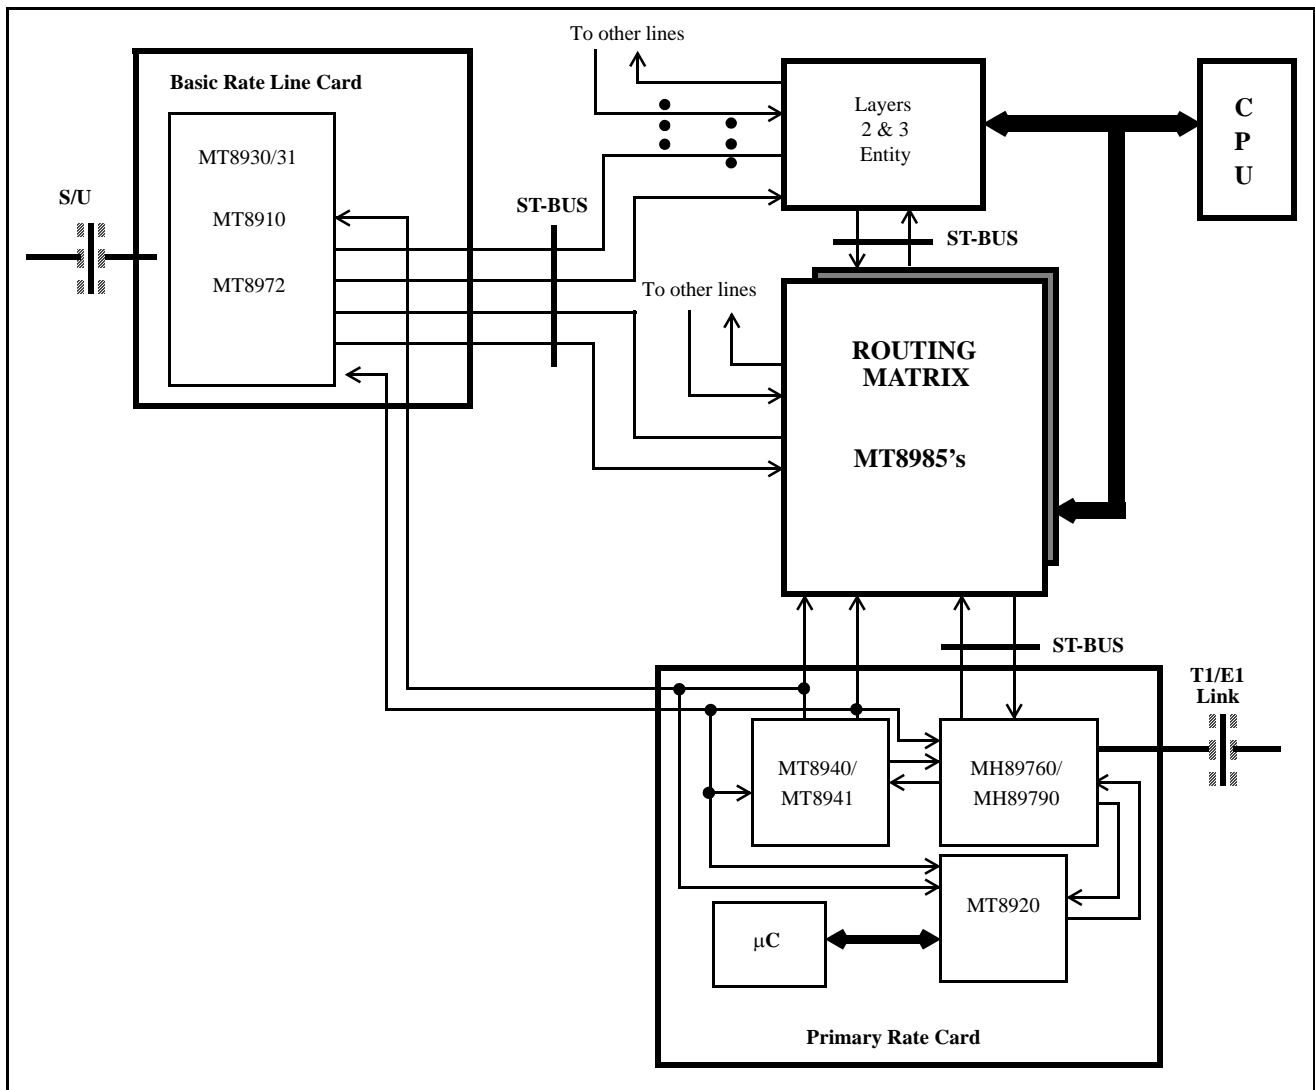 To other lines
Basic Rate Line Card
MT8930/31
MT8910
MT8972
S/U
ST-BUS
Layers
2 & 3
Entity
C
P
U
ST-BUS
To other lines
ROUTING
MATRIX
MT8985's
ST-BUS
T1/E1
Link
MT8940/
MT8941
MH89760/
MH89790
MT8920
μC
Primary Rate Card